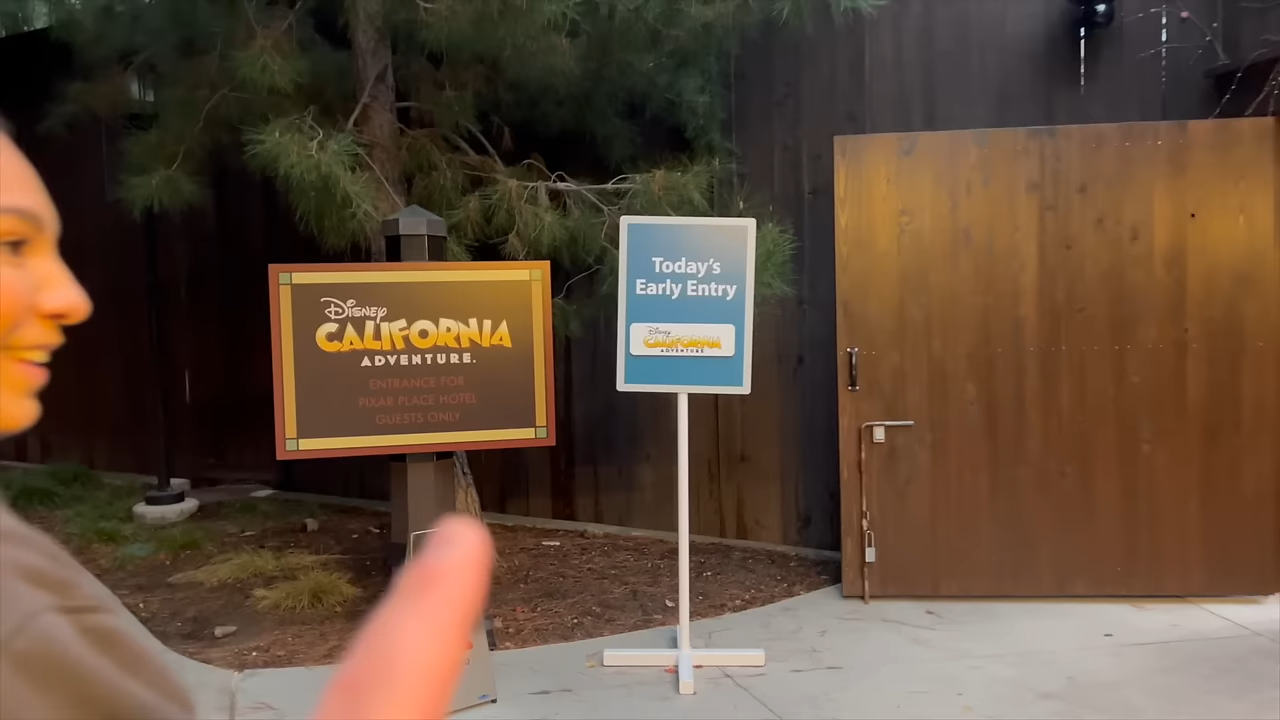 Disney
CALIFORNIA
ADVENTURE.
ENTRANCE FOR
PIXAR PLACE HOTEL
GUESTS ONLY
Today's
Early Entry
Disney
CALIFORNIA
ADVENTURE